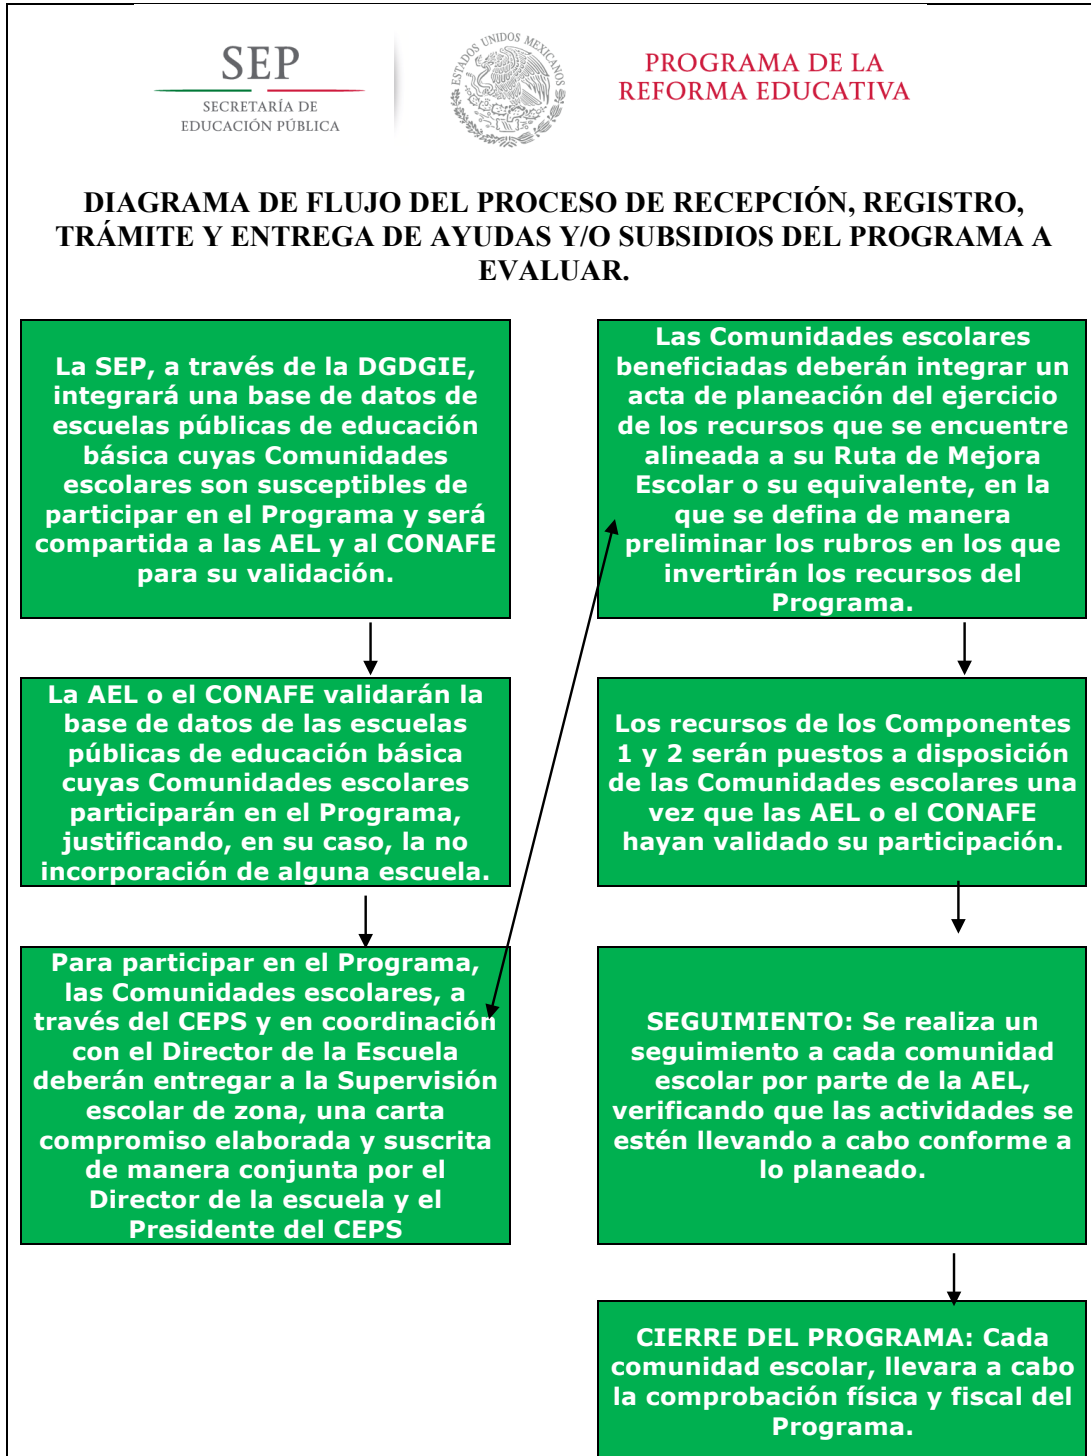 SEP
SECRETARÍA DE
EDUCACIÓN PÚBLICA
ESTADOS UNIDOS MEXICANOS
PROGRAMA DE LA
REFORMA EDUCATIVA
DIAGRAMA DE FLUJO DEL PROCESO DE RECEPCIÓN, REGISTRO,
TRÁMITE Y ENTREGA DE AYUDAS Y/O SUBSIDIOS DEL PROGRAMA A
EVALUAR.
La SEP, a través de la DGDGIE,
integrará una base de datos de
escuelas públicas de educación
básica cuyas Comunidades
escolares son susceptibles de
participar en el Programa y será
compartida a las AEL y al CONAFE
para su validación.
La AEL o el CONAFE validarán la
base de datos de las escuelas
públicas de educación básica
cuyas Comunidades escolares
participarán en el Programa,
justificando, en su caso, la no
incorporación de alguna escuela.
Para participar en el Programa,
las Comunidades escolares, a
través del CEPS y en coordinación
con el Director de la Escuela
deberán entregar a la Supervisión
escolar de zona, una carta
compromiso elaborada y suscrita
de manera conjunta por el
Director de la escuela y el
Presidente del CEPS
Las Comunidades escolares
beneficiadas deberán integrar un
acta de planeación del ejercicio
de los recursos que se encuentre
alineada a su Ruta de Mejora
Escolar o su equivalente, en la
que se defina de manera
preliminar los rubros en los que
invertirán los recursos del
Programa.
Los recursos de los Componentes
1 y 2 serán puestos a disposición
de las Comunidades escolares una
vez que las AEL o el CONAFE
hayan validado su participación.
SEGUIMIENTO: Se realiza un
seguimiento a cada comunidad
escolar por parte de la AEL,
verificando que las actividades se
estén llevando a cabo conforme a
lo planeado.
CIERRE DEL PROGRAMA: Cada
comunidad escolar, llevara a cabo
la comprobación física y fiscal del
Programa.